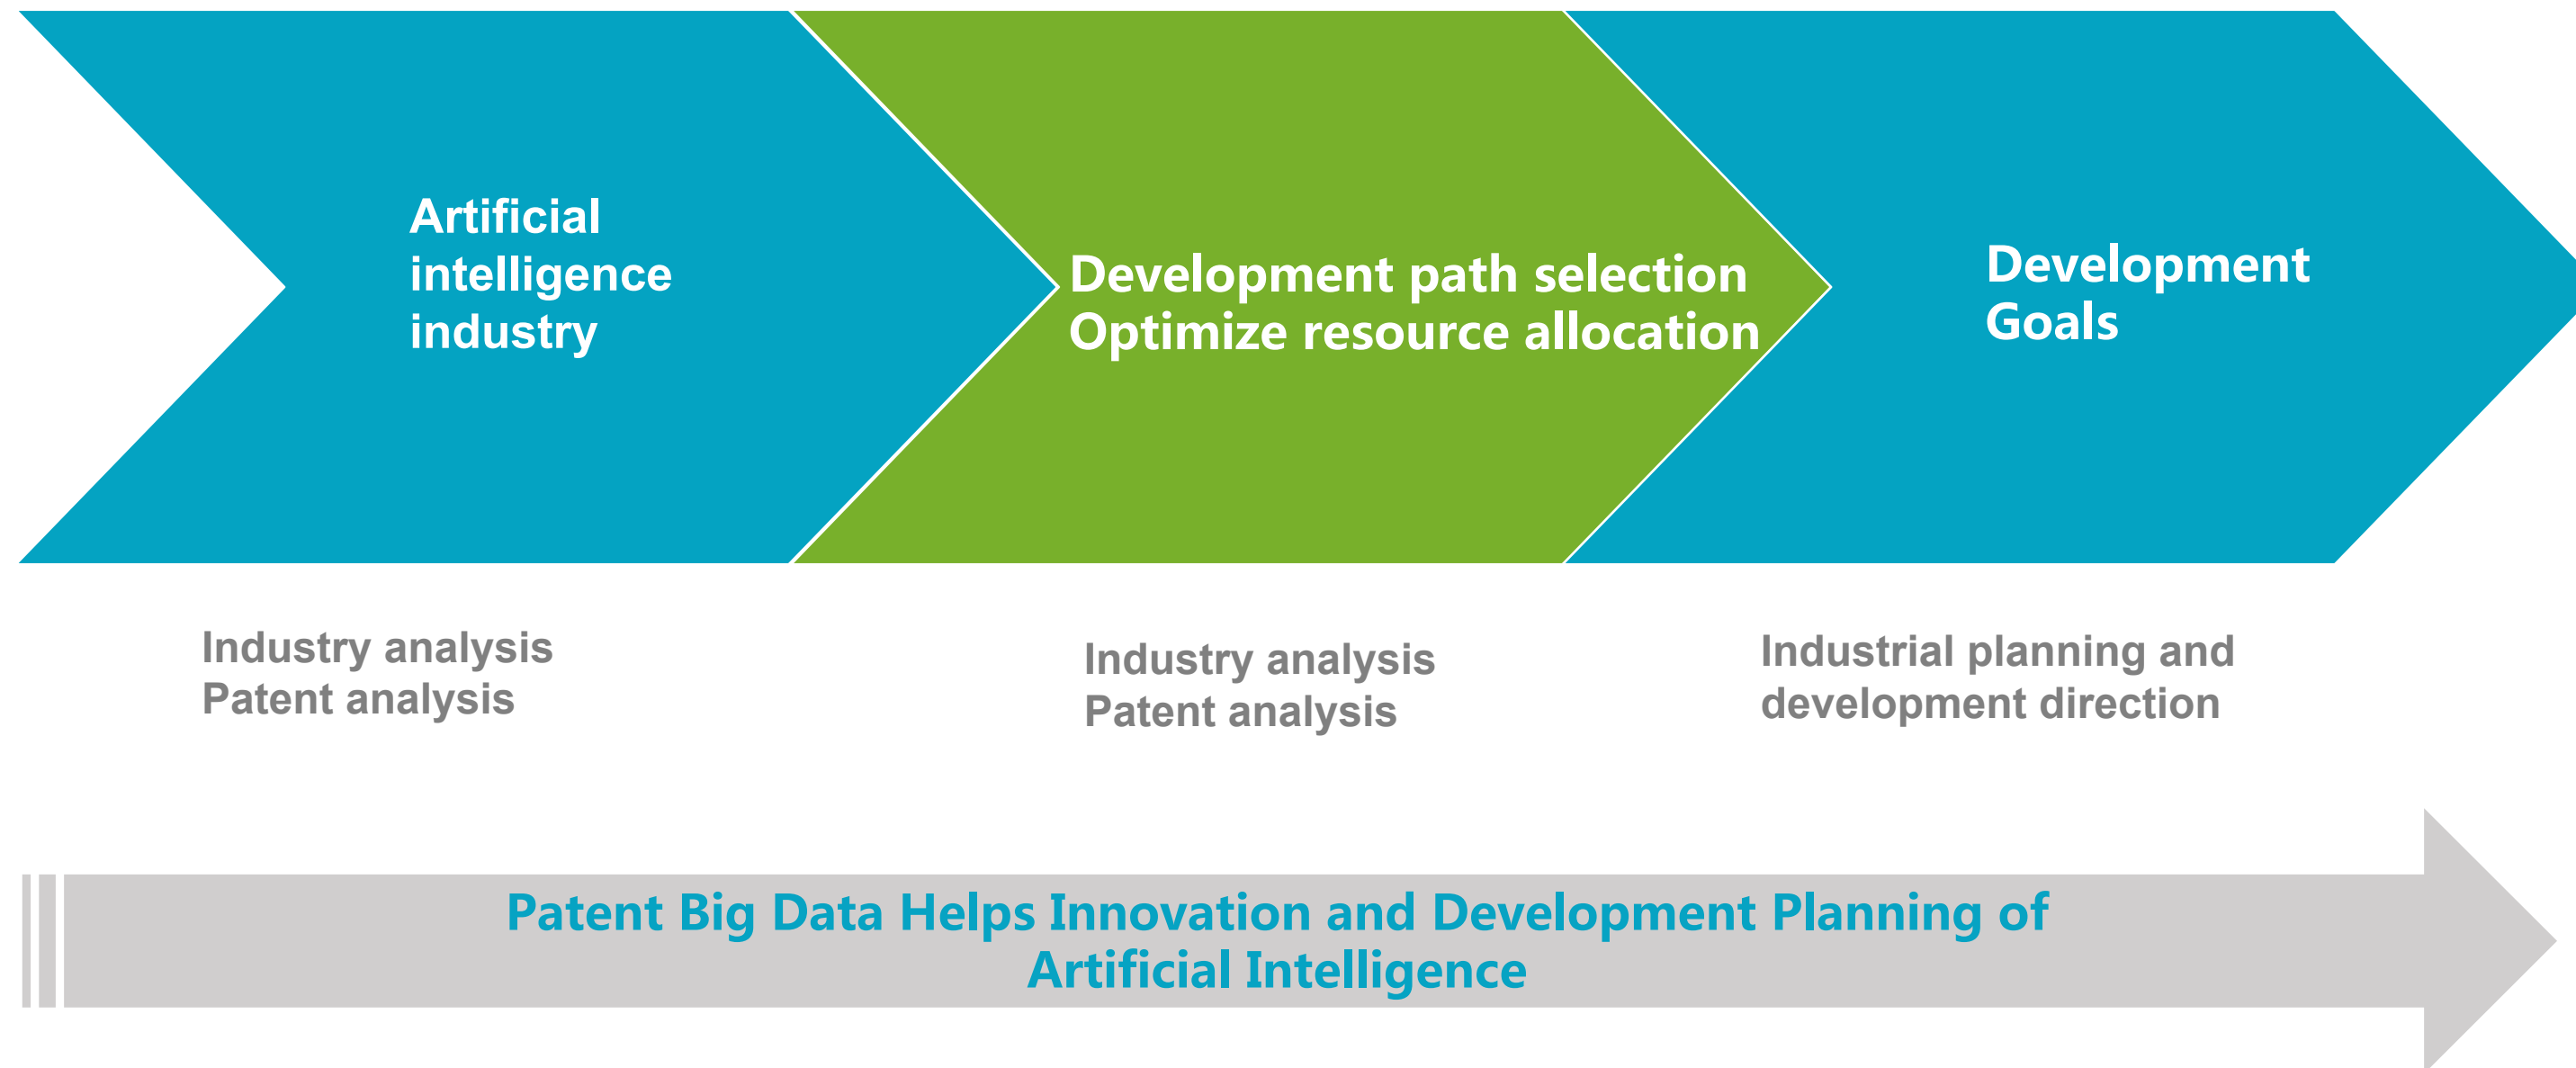 Artificial
intelligence
industry
Development path selection
Optimize resource allocation
Development
Goals
Industry analysis
Patent analysis
Industry analysis
Patent analysis
Industrial planning and
development direction
Patent Big Data Helps Innovation and Development Planning of
Artificial Intelligence